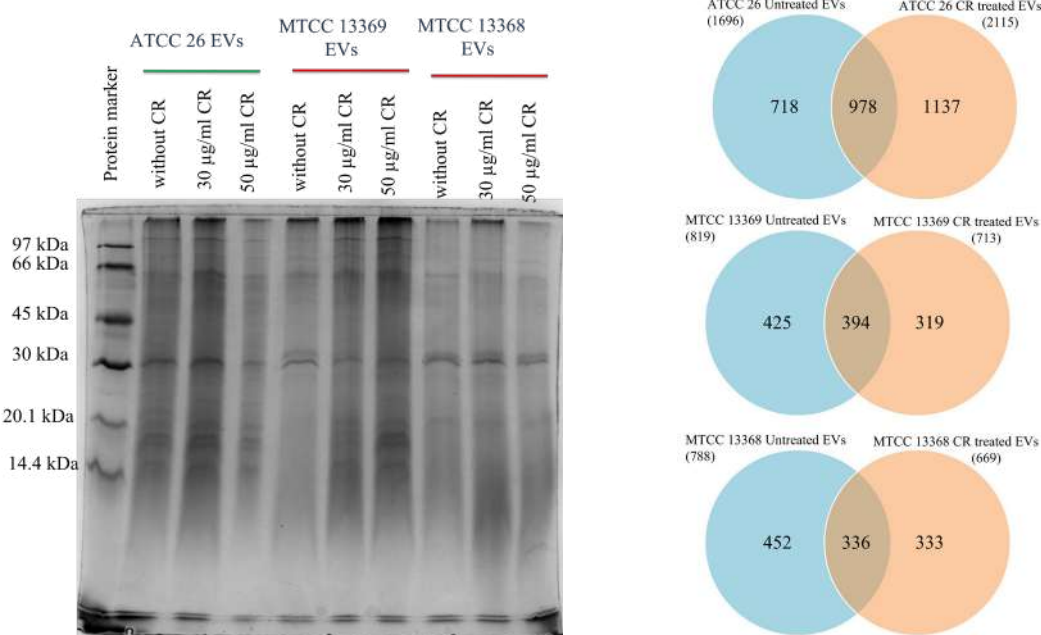 ATCC 26 EVs
MTCC 13369
EVs
MTCC 13368
EVs
Protein marker
without CR
30 µg/ml CR
50 µg/ml CR
without CR
30 µg/ml CR
50 µg/ml CR
without CR
30 µg/ml CR
50 µg/ml CR
97 kDa
66 kDa
45 kDa
30 kDa
20.1 kDa
14.4 kDa
ATCC 26 Untreated EVs
(1696)
ATCC 26 CR treated EVs
(2115)
718
978
1137
MTCC 13369 Untreated EVs
(819)
MTCC 13369 CR treated EVs
(713)
425
394
319
MTCC 13368 Untreated EVs
(788)
MTCC 13368 CR treated EVs
(669)
452
336
333